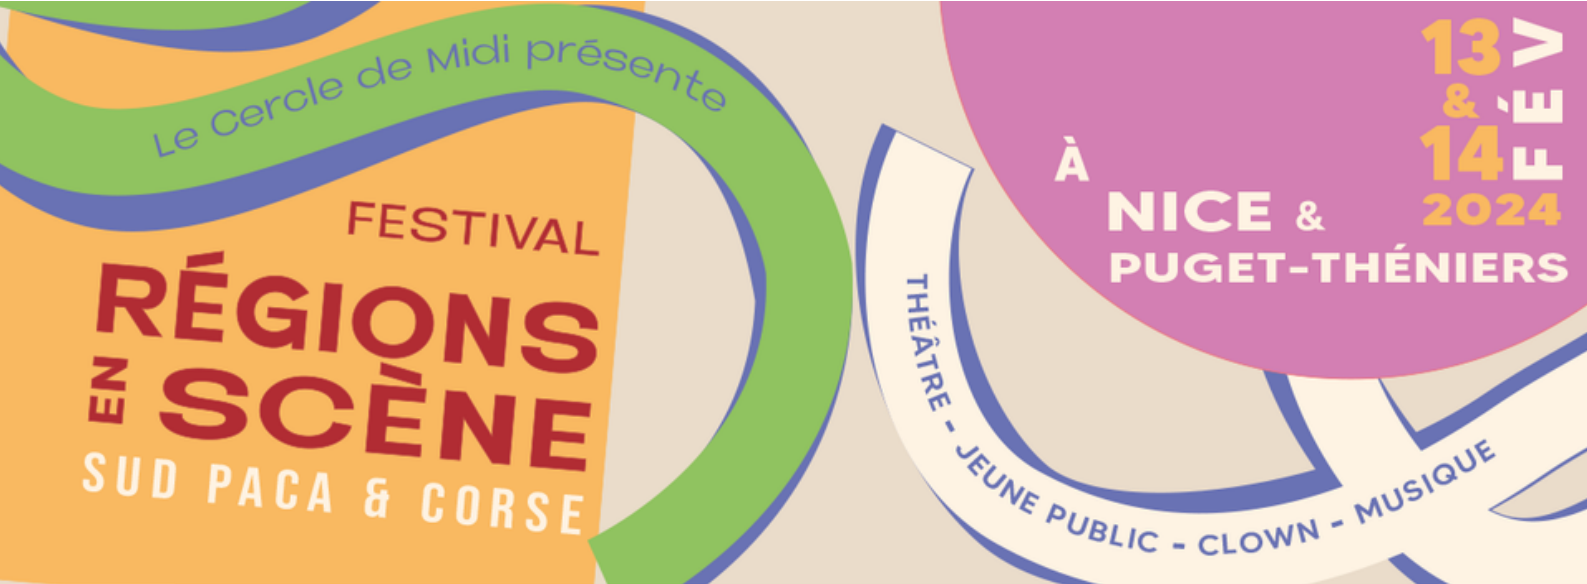 Le Cercle de Midi présente
FESTIVAL
RÉGIONS
EN SCÈNE
SUD PACA & CORSE
THÉÂTRE - JEUNE PUBLIC - CLOWN - MUSIQUE
À
NICE &
PUGET-THÉNIERS
13
&
14
FÉV
2024